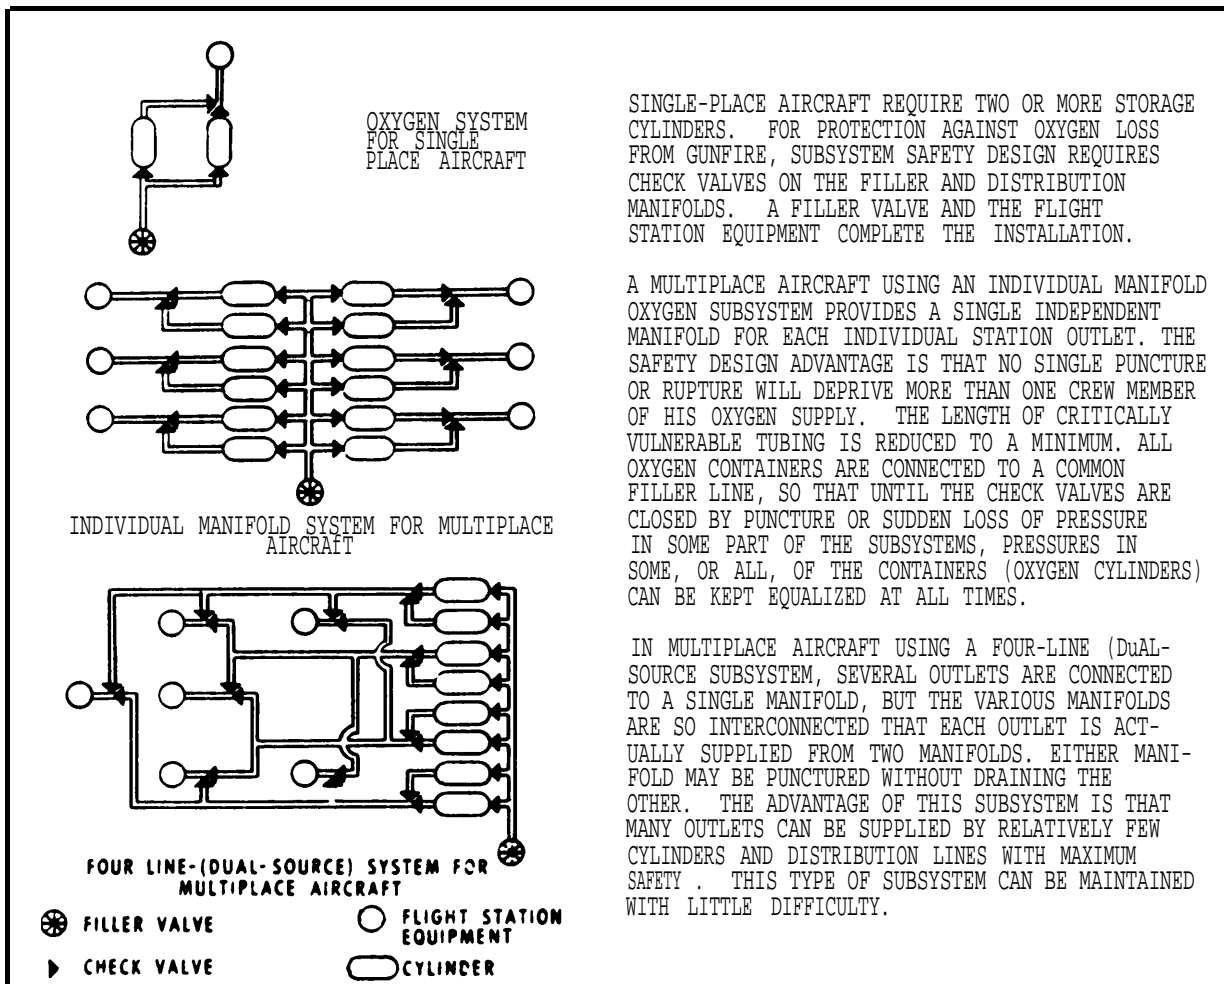 OXYGEN SYSTEM
FOR SINGLE
PLACE AIRCRAFT
INDIVIDUAL MANIFOLD SYSTEM FOR MULTIPLACE
AIRCRAfT
FOUR LINE-(DUAL-SOURCE) SYSTEM FOR
MULTIPLACE AIRCRAFT
FILLER VALVE
FLIGHT STATION
EQUIPMENT
CHECK VALVE
CYLINDER
SINGLE-PLACE AIRCRAFT REQUIRE TWO OR MORE STORAGE
CYLINDERS. FOR PROTECTION AGAINST OXYGEN LOSS
FROM GUNFIRE, SUBSYSTEM SAFETY DESIGN REQUIRES
CHECK VALVES ON THE FILLER AND DISTRIBUTION
MANIFOLDS. A FILLER VALVE AND THE FLIGHT
STATION EQUIPMENT COMPLETE THE INSTALLATION.
A MULTIPLACE AIRCRAFT USING AN INDIVIDUAL MANIFOLD
OXYGEN SUBSYSTEM PROVIDES A SINGLE INDEPENDENT
MANIFOLD FOR EACH INDIVIDUAL STATION OUTLET. THE
SAFETY DESIGN ADVANTAGE IS THAT NO SINGLE PUNCTURE
OR RUPTURE WILL DEPRIVE MORE THAN ONE CREW MEMBER
OF HIS OXYGEN SUPPLY. THE LENGTH OF CRITICALLY
VULNERABLE TUBING IS REDUCED TO A MINIMUM. ALL
OXYGEN CONTAINERS ARE CONNECTED TO A COMMON
FILLER LINE, SO THAT UNTIL THE CHECK VALVES ARE
CLOSED BY PUNCTURE OR SUDDEN LOSS OF PRESSURE
IN SOME PART OF THE SUBSYSTEMS, PRESSURES IN
SOME, OR ALL, OF THE CONTAINERS (OXYGEN CYLINDERS)
CAN BE KEPT EQUALIZED AT ALL TIMES.
IN MULTIPLACE AIRCRAFT USING A FOUR-LINE (DuAL-
SOURCE SUBSYSTEM, SEVERAL OUTLETS ARE CONNECTED
TO A SINGLE MANIFOLD, BUT THE VARIOUS MANIFOLDS
ARE SO INTERCONNECTED THAT EACH OUTLET IS ACT-
UALLY SUPPLIED FROM TWO MANIFOLDS. EITHER MANI-
FOLD MAY BE PUNCTURED WITHOUT DRAINING THE
OTHER. THE ADVANTAGE OF THIS SUBSYSTEM IS THAT
MANY OUTLETS CAN BE SUPPLIED BY RELATIVELY FEW
CYLINDERS AND DISTRIBUTION LINES WITH MAXIMUM
SAFETY . THIS TYPE OF SUBSYSTEM CAN BE MAINTAINED
WITH LITTLE DIFFICULTY.